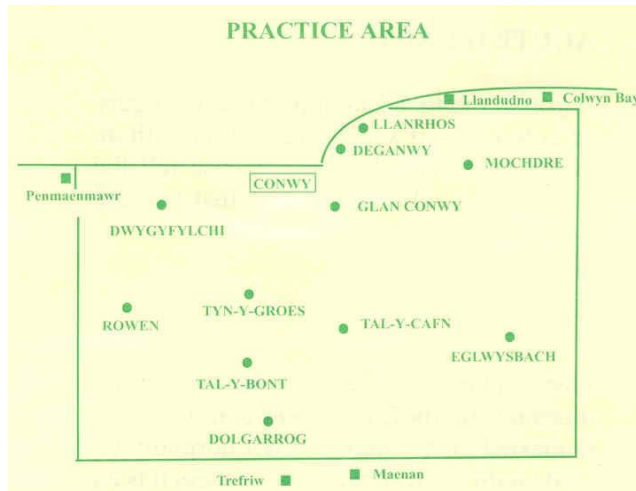 PRACTICE AREA
Llandudno
Colwyn Bay
LLANRHOS
DEGANWY
MOCHDRE
Penmaenmawr
CONWY
DWYGYFYLCHI
GLAN CONWY
ROWEN
TYN-Y-GROES
TAL-Y-CAFN
EGLWYSBACH
TAL-Y-BONT
DOLGARROG
Trefriw
Maenan